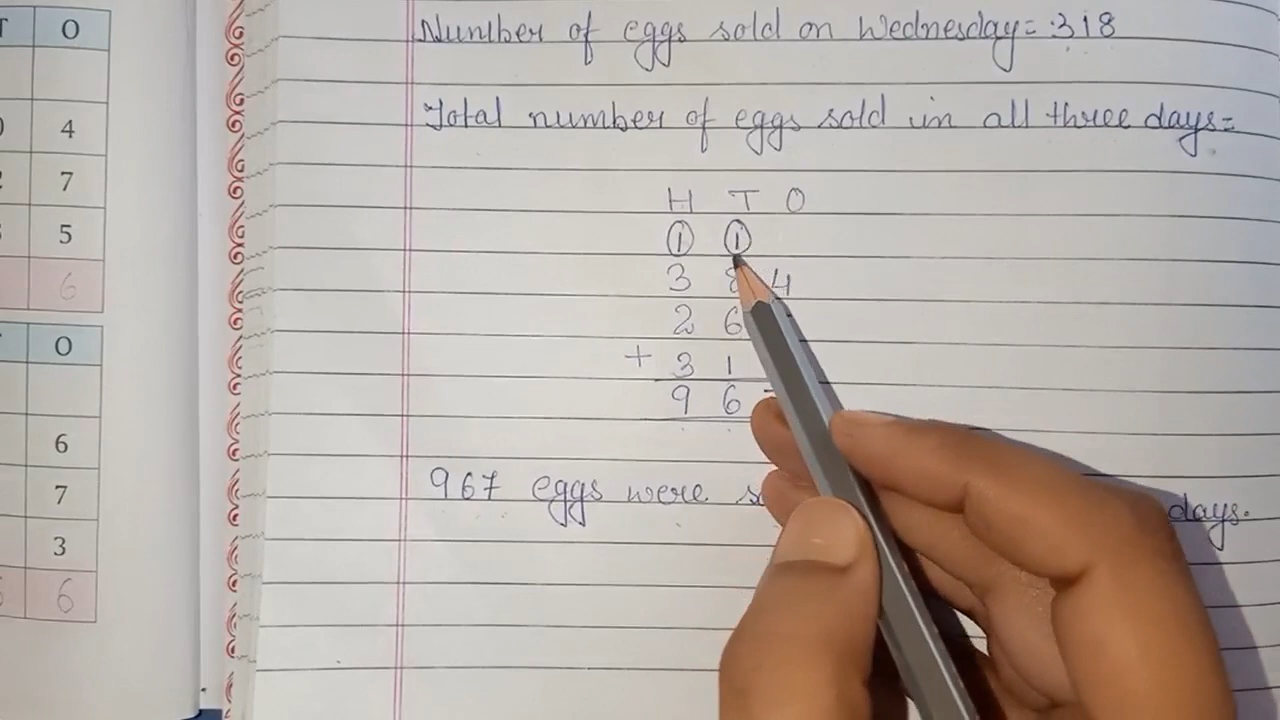 T O
4
7
5
6
O
6
7
3
6
Number of eggs sold on Wednesday= 318
Total number of eggs sold in all three days=
H T O
1 1
3 8 4
2 6
+ 3 1
9 6
967 eggs were
days.